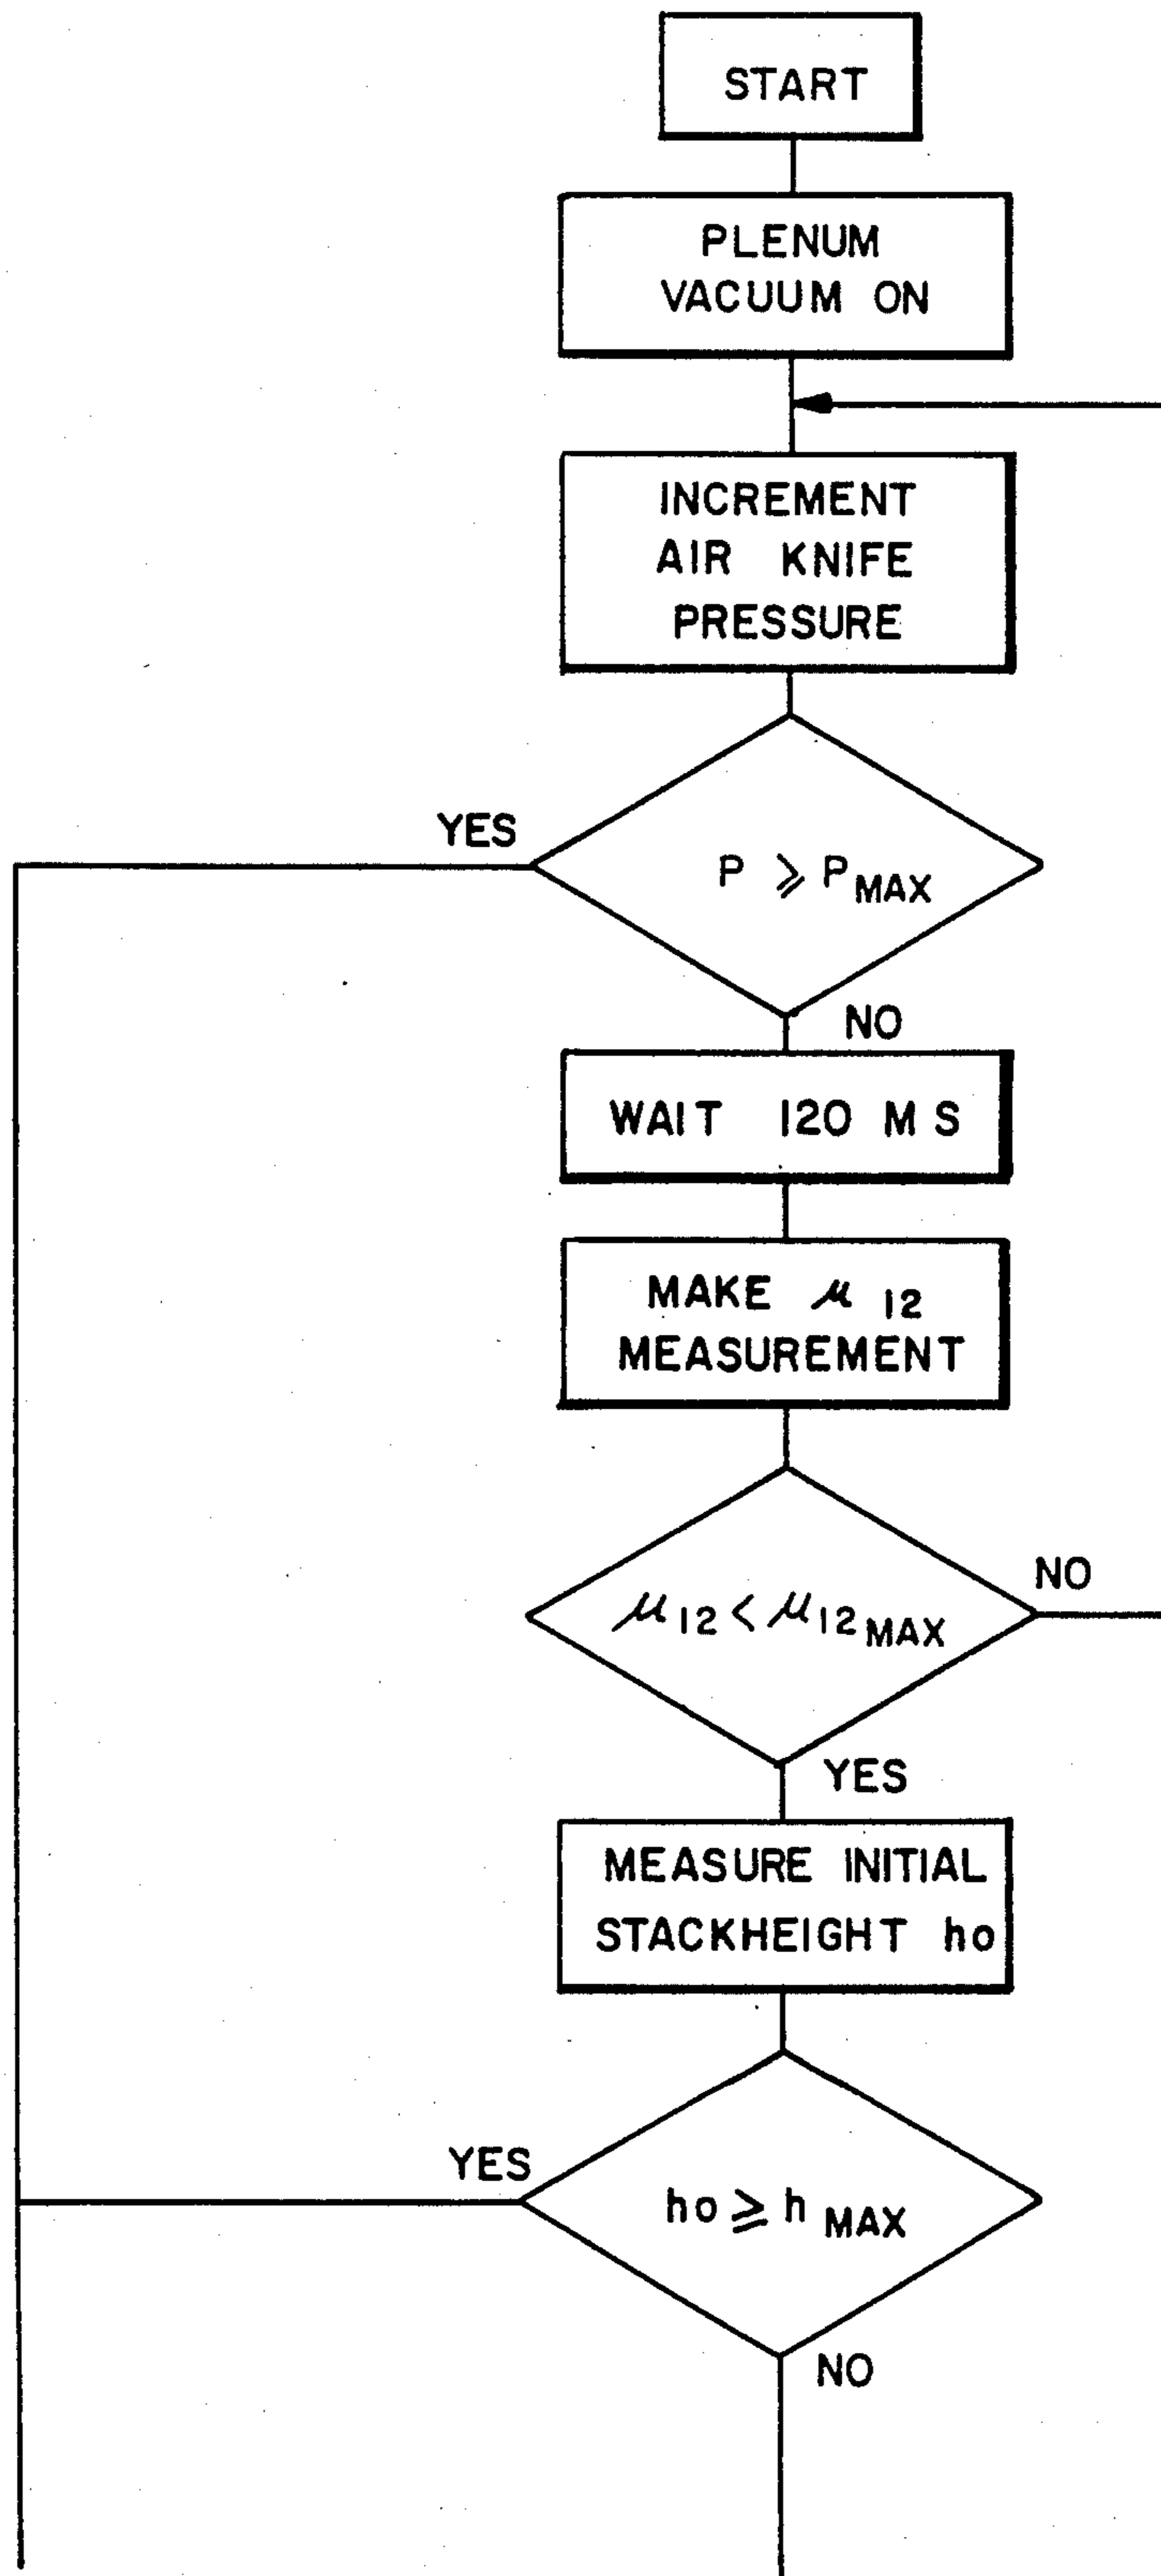 START
PLENUM
VACUUM ON
INCREMENT
AIR KNIFE
PRESSURE
YES
P ⩾ PMAX
NO
WAIT 120 MS
MAKE μ 12
MEASUREMENT
NO
μ12 < μ12MAX
YES
MEASURE INITIAL
STACKHEIGHT ho
YES
ho ≥ h MAX
NO